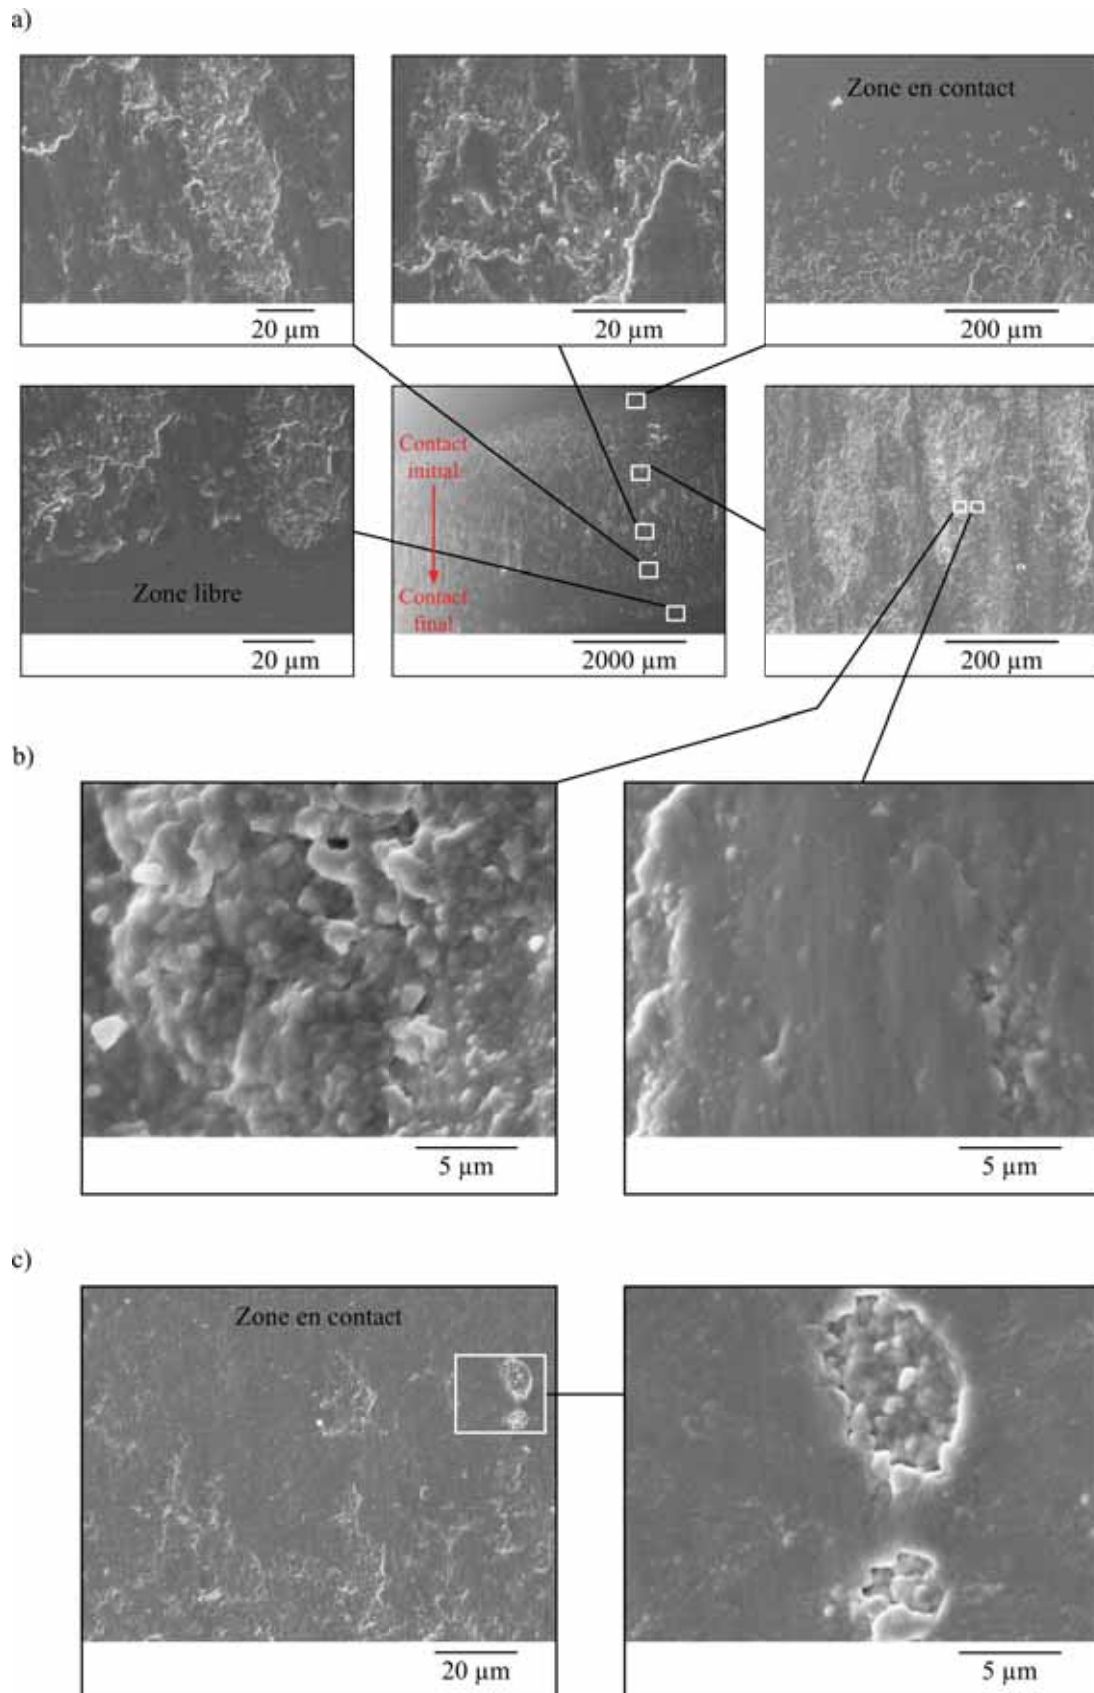 a)
Zone en contact
20 µm
20 µm
200 µm
Zone libre
Contact
initial
Contact
final
20 µm
2000 µm
200 µm
b)
5 µm
5 µm
c)
Zone en contact
20 µm
5 µm